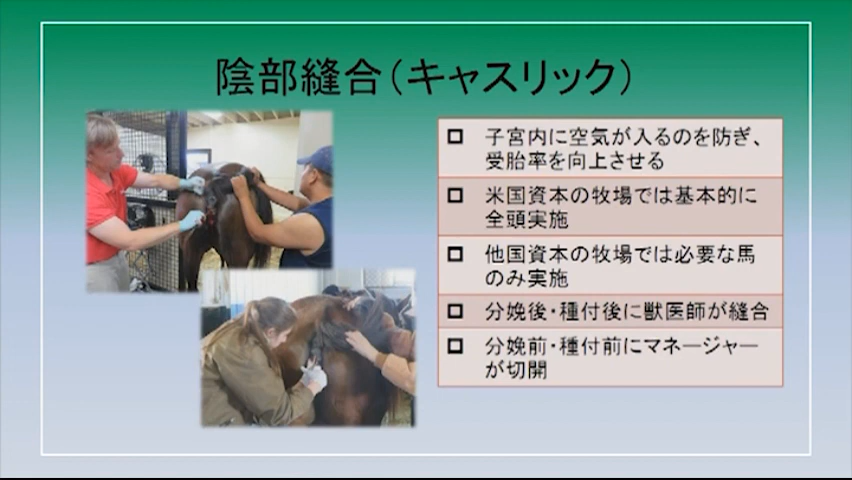 陰部縫合（キャスリック）
子宮内に空気が入るのを防ぎ、
受胎率を向上させる
米国資本の牧場では基本的に
全頭実施
他国資本の牧場では必要な馬
のみ実施
分娩後・種付後に獣医師が縫合
分娩前・種付前にマネージャー
が切開